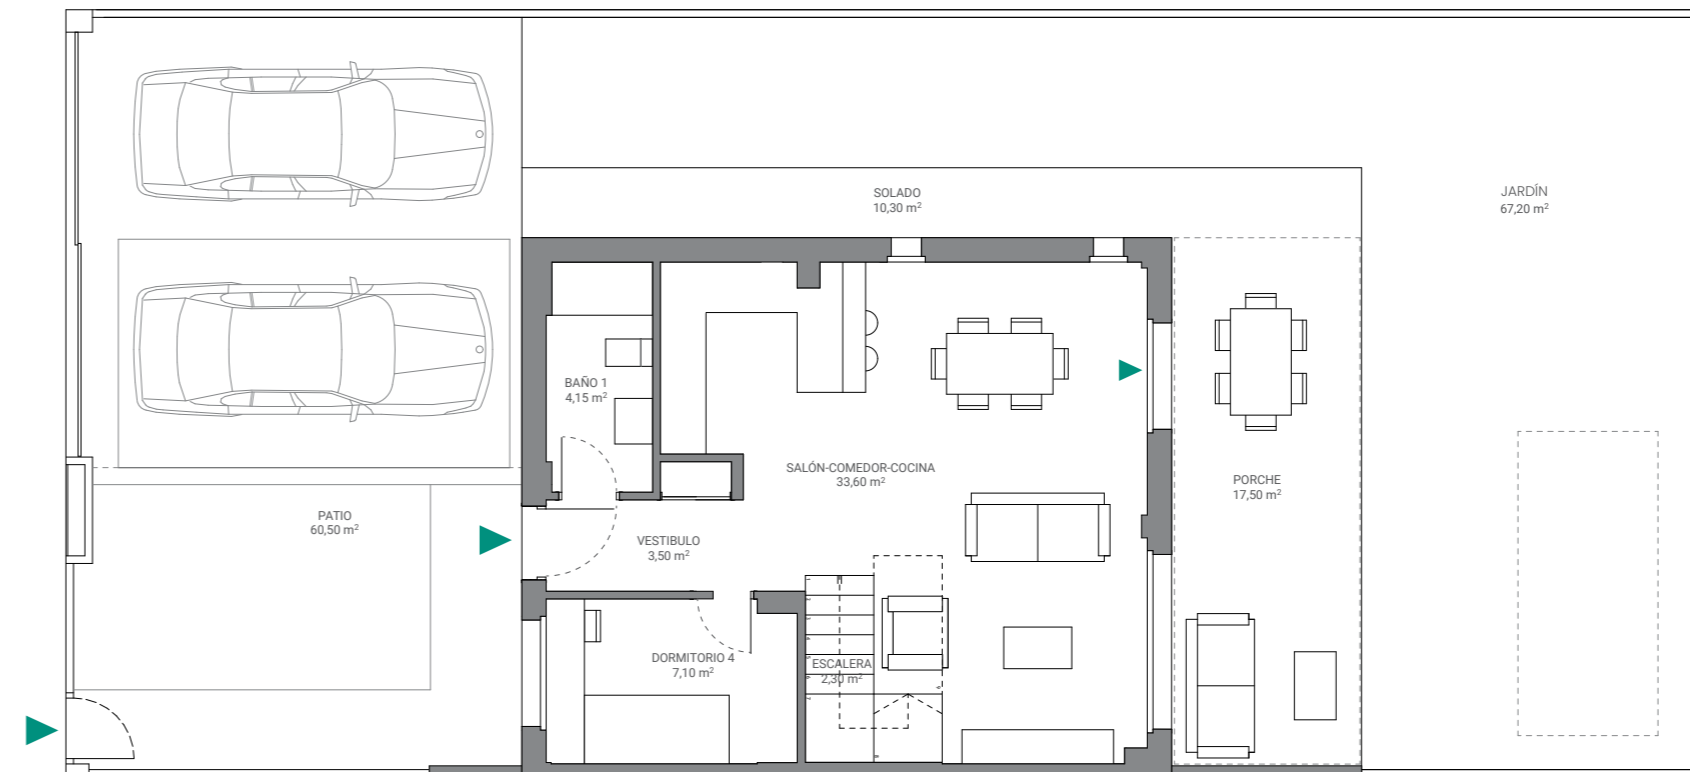 SOLADO
10,30 m²
JARDÍN
67,20 m²
BAÑO 1
4,15 m²
SALÓN-COMEDOR-COCINA
33,60 m²
PORCHE
17,50 m²
PATIO
60,50 m²
VESTIBULO
3,50 m²
DORMITORIO 4
7,10 m²
ESCALERA
2,30 m²